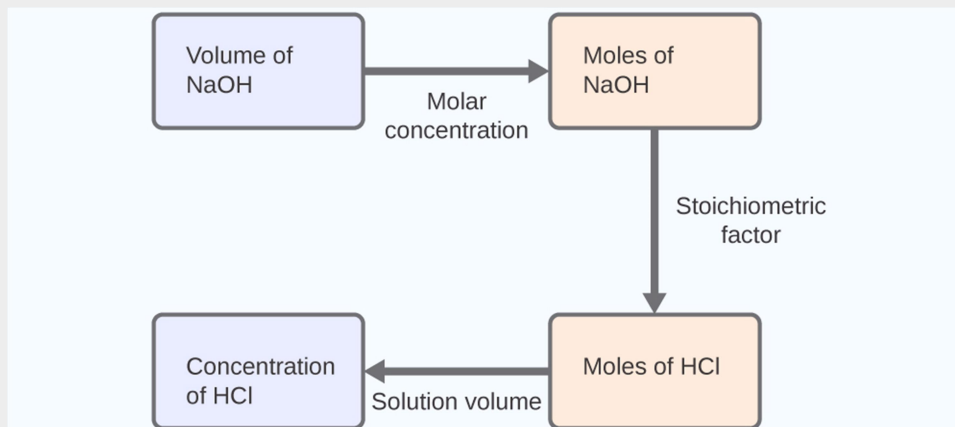 Volume of
NaOH
Molar
concentration
Moles of
NaOH
Stoichiometric
factor
Moles of HCl
Solution volume
Concentration
of HCl